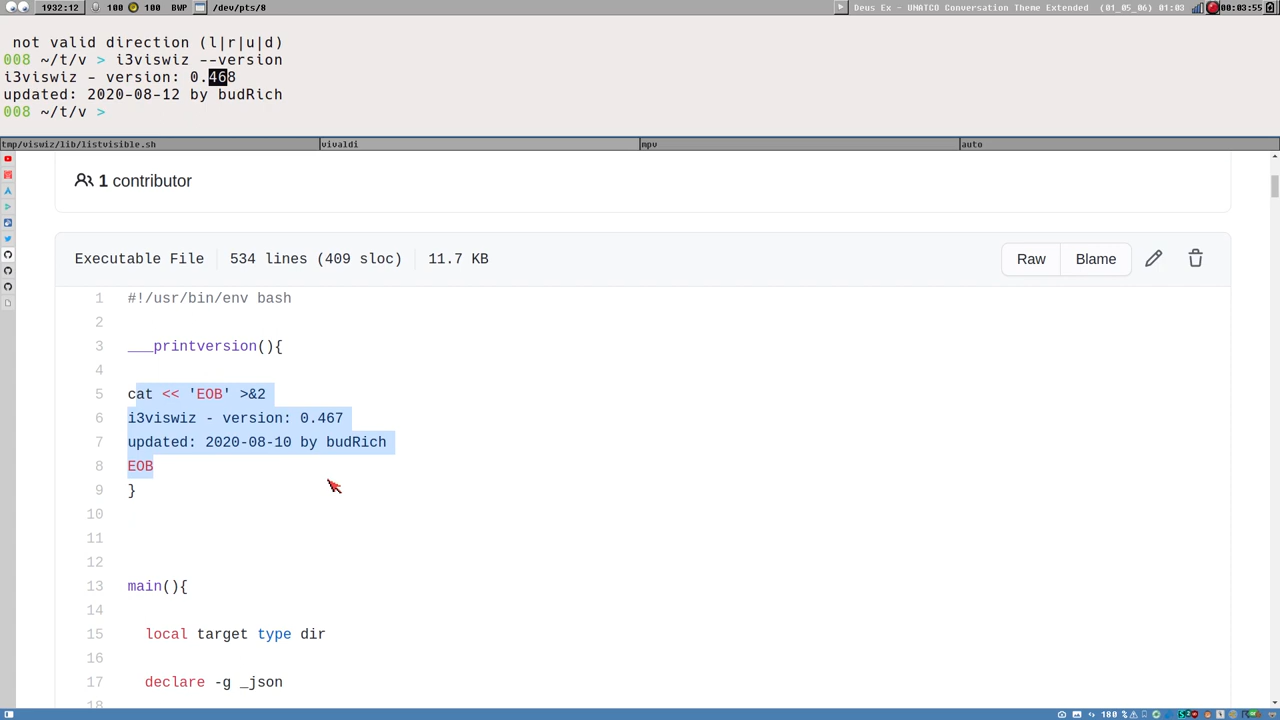 1932:12 100 100 BWP /dev/pts/8 Deus Ex - UNATCO Conversation Theme Extended (01_05_06) 01:03 00:03:55
not valid direction (l|r|u|d)
008 ~/t/v > i3viswiz --version
i3viswiz - version: 0.468
updated: 2020-08-12 by budRich
008 ~/t/v >
tmp/viswiz/lib/listvisible.sh vivaldi mpv auto
1 contributor
Executable File 534 lines (409 sloc) 11.7 KB Raw Blame
1 #!/usr/bin/env bash
2
3 ___printversion(){
4
5 cat << 'EOB' >&2
6 i3viswiz - version: 0.467
7 updated: 2020-08-10 by budRich
8 EOB
9 }
10
11
12
13 main(){
14
15 local target type dir
16
17 declare -g _json
18
180 %